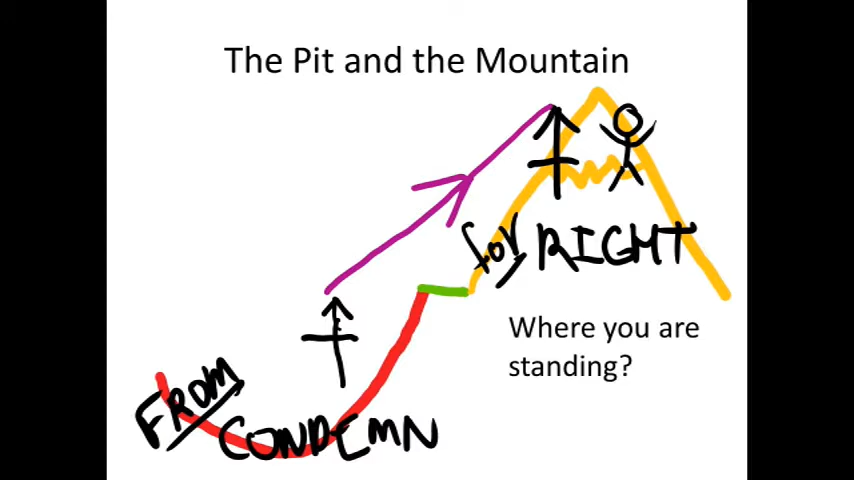 The Pit and the Mountain
for RIGHT
Where you are
standing?
FROM
CONDEMN